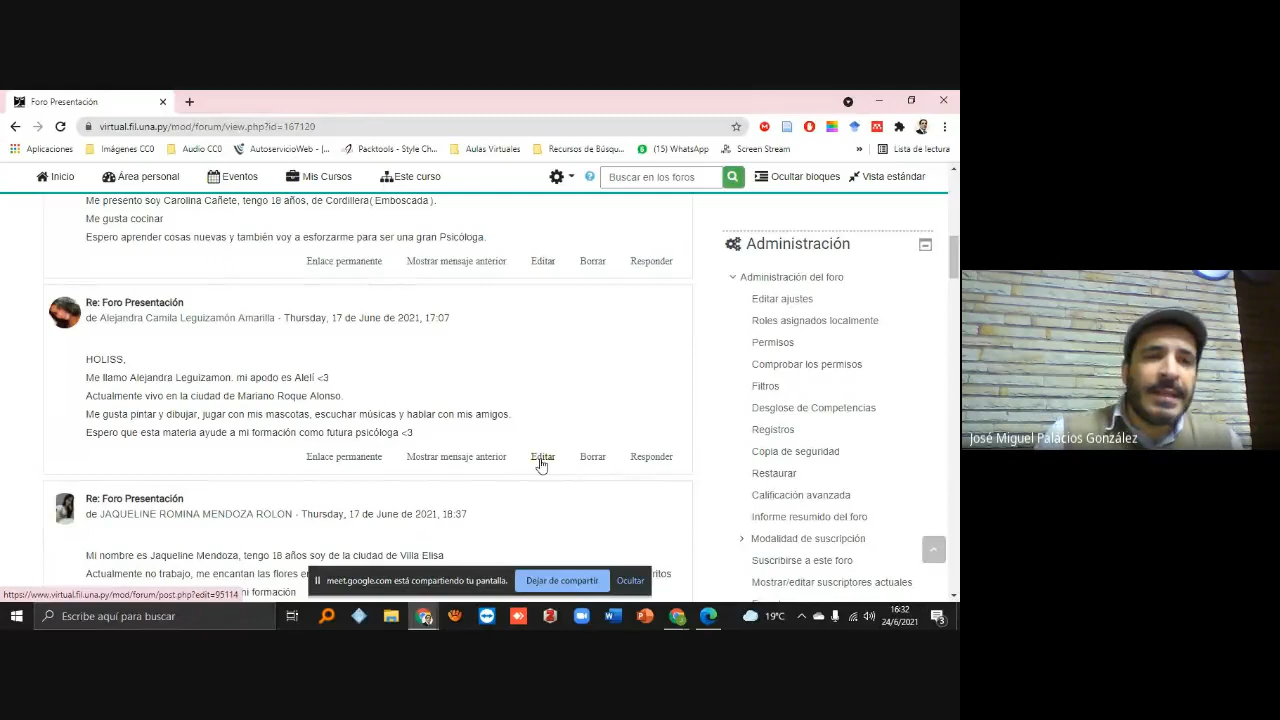 Foro Presentación
virtual.fil.una.py/mod/forum/view.php?id=167120
Aplicaciones
Imágenes CC0
Audio CC0
AutoservicioWeb - |...
Packtools - Style Ch...
Aulas Virtuales
Recursos de Búsqu...
(15) WhatsApp
Screen Stream
»
Lista de lectura
Inicio
Área personal
Eventos
Mis Cursos
Este curso
Buscar en los foros
Ocultar bloques
Vista estándar
Me presento soy Carolina Cañete, tengo 18 años, de Cordillera( Emboscada ).
Me gusta cocinar
Espero aprender cosas nuevas y también voy a esforzarme para ser una gran Psicóloga.
Enlace permanente Mostrar mensaje anterior Editar Borrar Responder
Re: Foro Presentación
de Alejandra Camila Leguizamón Amarilla - Thursday, 17 de June de 2021, 17:07
HOLISS,
Me llamo Alejandra Leguizamon. mi apodo es Alelí <3
Actualmente vivo en la ciudad de Mariano Roque Alonso.
Me gusta pintar y dibujar, jugar con mis mascotas, escuchar músicas y hablar con mis amigos.
Espero que esta materia ayude a mi formación como futura psicóloga <3
Enlace permanente Mostrar mensaje anterior Editar Borrar Responder
Re: Foro Presentación
de JAQUELINE ROMINA MENDOZA ROLON - Thursday, 17 de June de 2021, 18:37
Mi nombre es Jaqueline Mendoza, tengo 18 años soy de la ciudad de Villa Elisa
Actualmente no trabajo, me encantan las flores
mi formación
Administración
Administración del foro
Editar ajustes
Roles asignados localmente
Permisos
Comprobar los permisos
Filtros
Desglose de Competencias
Registros
Copia de seguridad
Restaurar
Calificación avanzada
Informe resumido del foro
Modalidad de suscripción
Suscribirse a este foro
Mostrar/editar suscriptores actuales
meet.google.com está compartiendo tu pantalla.
Dejar de compartir
Ocultar
https://www.virtual.fil.una.py/mod/forum/post.php?edit=95114
Escribe aquí para buscar
19°C
16:32
24/6/2021
3
José Miguel Palacios González